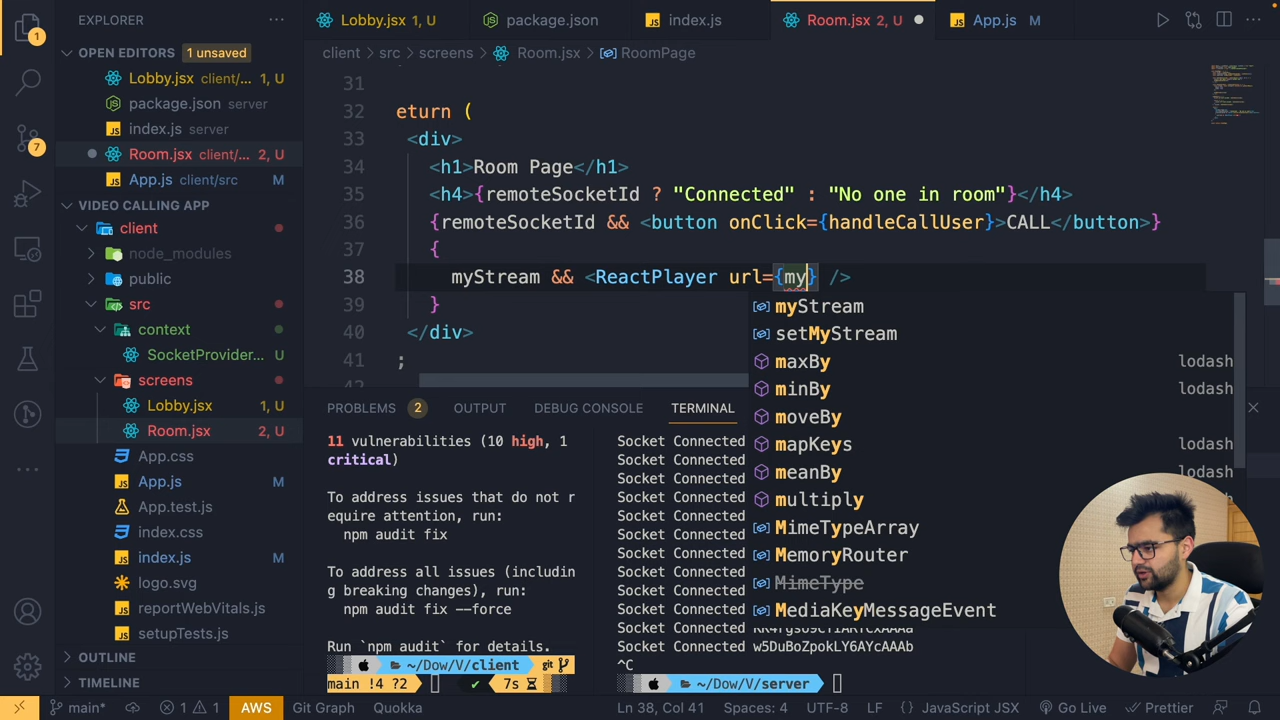 EXPLORER
OPEN EDITORS 1 unsaved
Lobby.jsx client/... 1, U
package.json server
index.js server
Room.jsx client/... 2, U
App.js client/src M
VIDEO CALLING APP
client
node_modules
public
src
context
SocketProvider... U
screens
Lobby.jsx 1, U
Room.jsx 2, U
App.css
App.js M
App.test.js
index.css
index.js M
logo.svg
reportWebVitals.js
setupTests.js
OUTLINE
TIMELINE
1
7
Lobby.jsx 1, U
package.json
index.js
Room.jsx 2, U
App.js M
client > src > screens > Room.jsx > RoomPage
31
32 eturn (
33 <div>
34 <h1>Room Page</h1>
35 <h4>{remoteSocketId ? "Connected" : "No one in room"}</h4>
36 {remoteSocketId && <button onClick={handleCallUser}>CALL</button>}
37 {
38 myStream && <ReactPlayer url={my} />
39 }
40 </div>
41 ;
42
myStream
setMyStream
maxBy lodash
minBy lodash
moveBy
mapKeys lodash
meanBy lodash
multiply
MimeTypeArray
MemoryRouter
MimeType
MediaKeyMessageEvent
PROBLEMS 2 OUTPUT DEBUG CONSOLE TERMINAL
11 vulnerabilities (10 high, 1
critical)
To address issues that do not r
equire attention, run:
npm audit fix
To address all issues (includin
g breaking changes), run:
npm audit fix --force
Run `npm audit` for details.
~/Dow/V/client git
main !4 ?2 ✔ 7s
Socket Connected
Socket Connected
Socket Connected
Socket Connected
Socket Connected
Socket Connected
Socket Connected
Socket Connected
Socket Connected
Socket Connected
Socket Connected
Socket Connected w5DuBoZpokLY6AYcAAAb
^C
~/Dow/V/server
main* 1 1 AWS Git Graph Quokka Ln 38, Col 41 Spaces: 4 UTF-8 LF {} JavaScript JSX Go Live Prettier